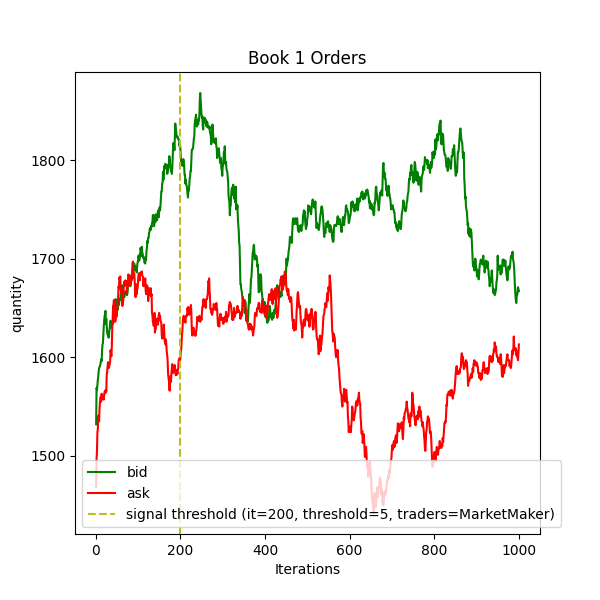 Book 1 Orders
quantity
1800
1700
1600
1500
bid
ask
signal threshold (it=200, threshold=5, traders=MarketMaker)
0 200 400 600 800 1000
Iterations